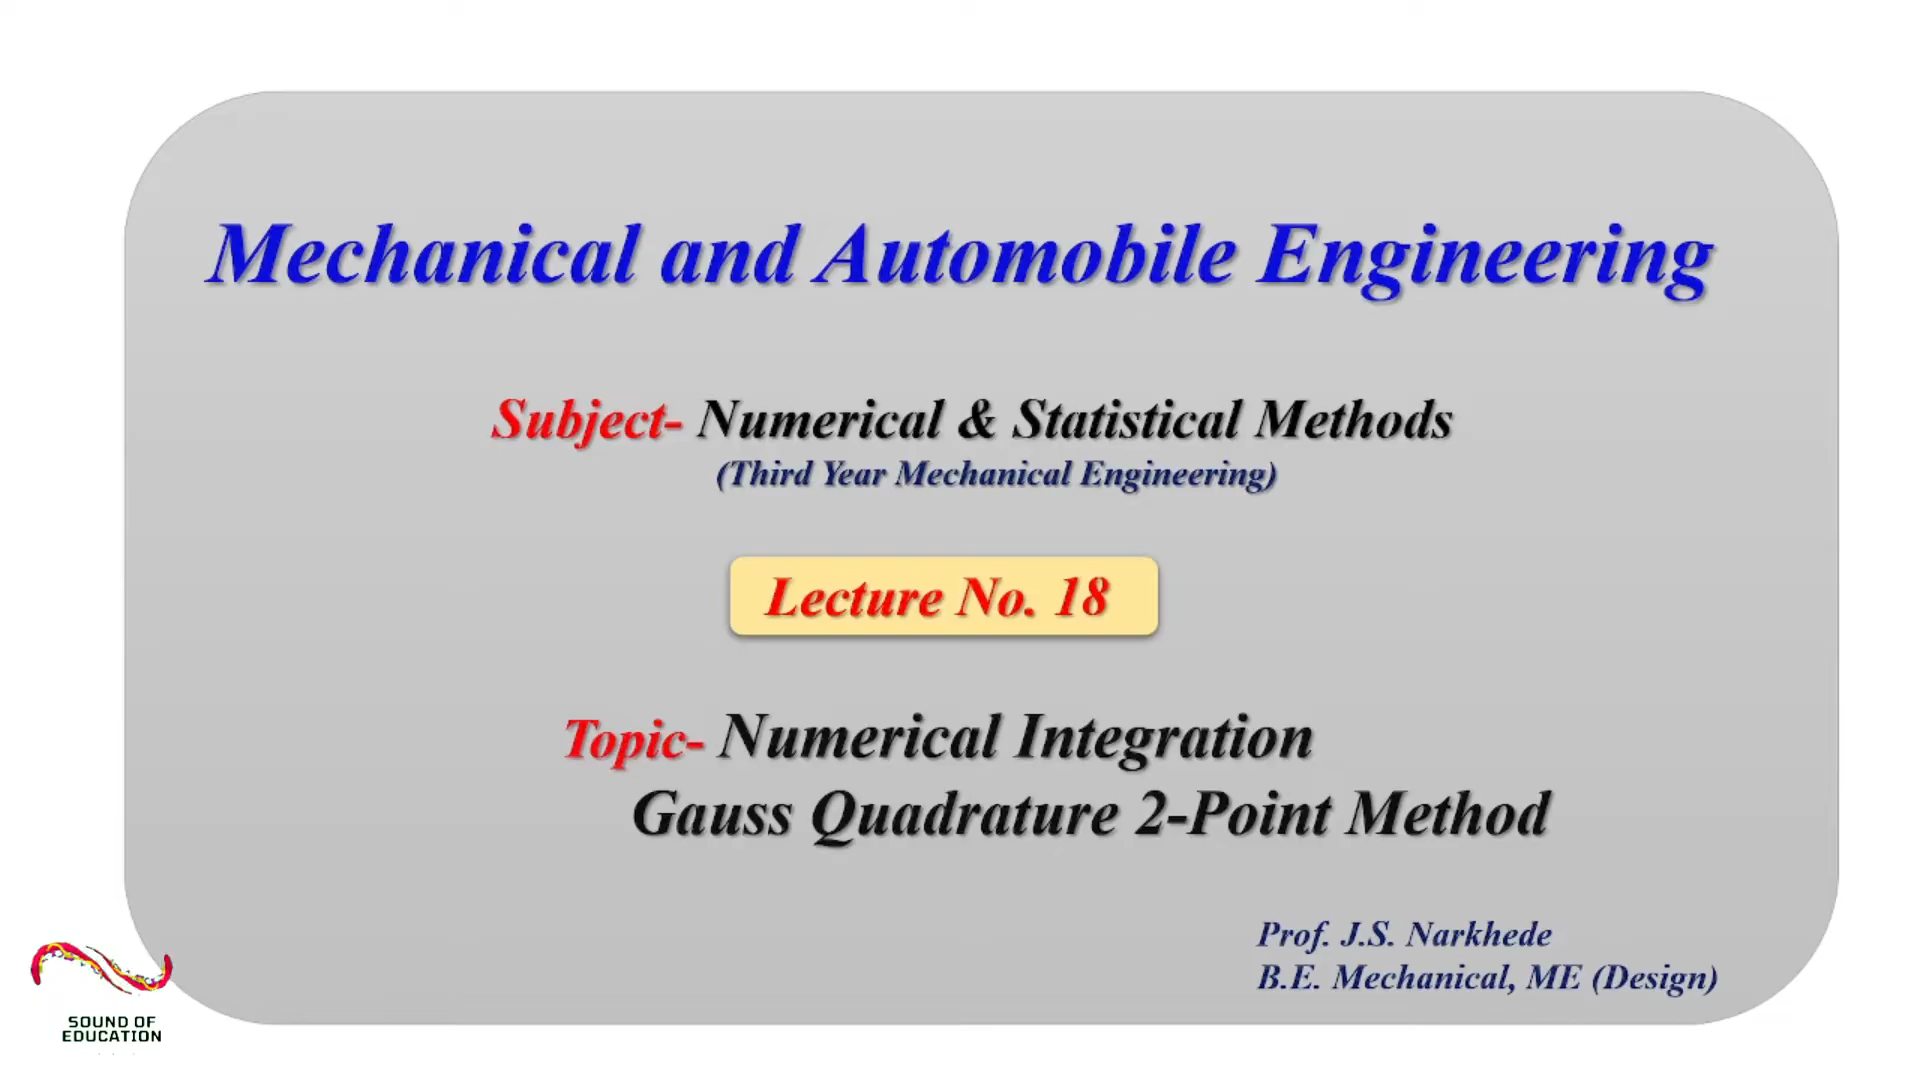 Mechanical and Automobile Engineering
Subject- Numerical & Statistical Methods
(Third Year Mechanical Engineering)
Lecture No. 18
Topic- Numerical Integration
Gauss Quadrature 2-Point Method
Prof. J.S. Narkhede
B.E. Mechanical, ME (Design)
SOUND OF
EDUCATION